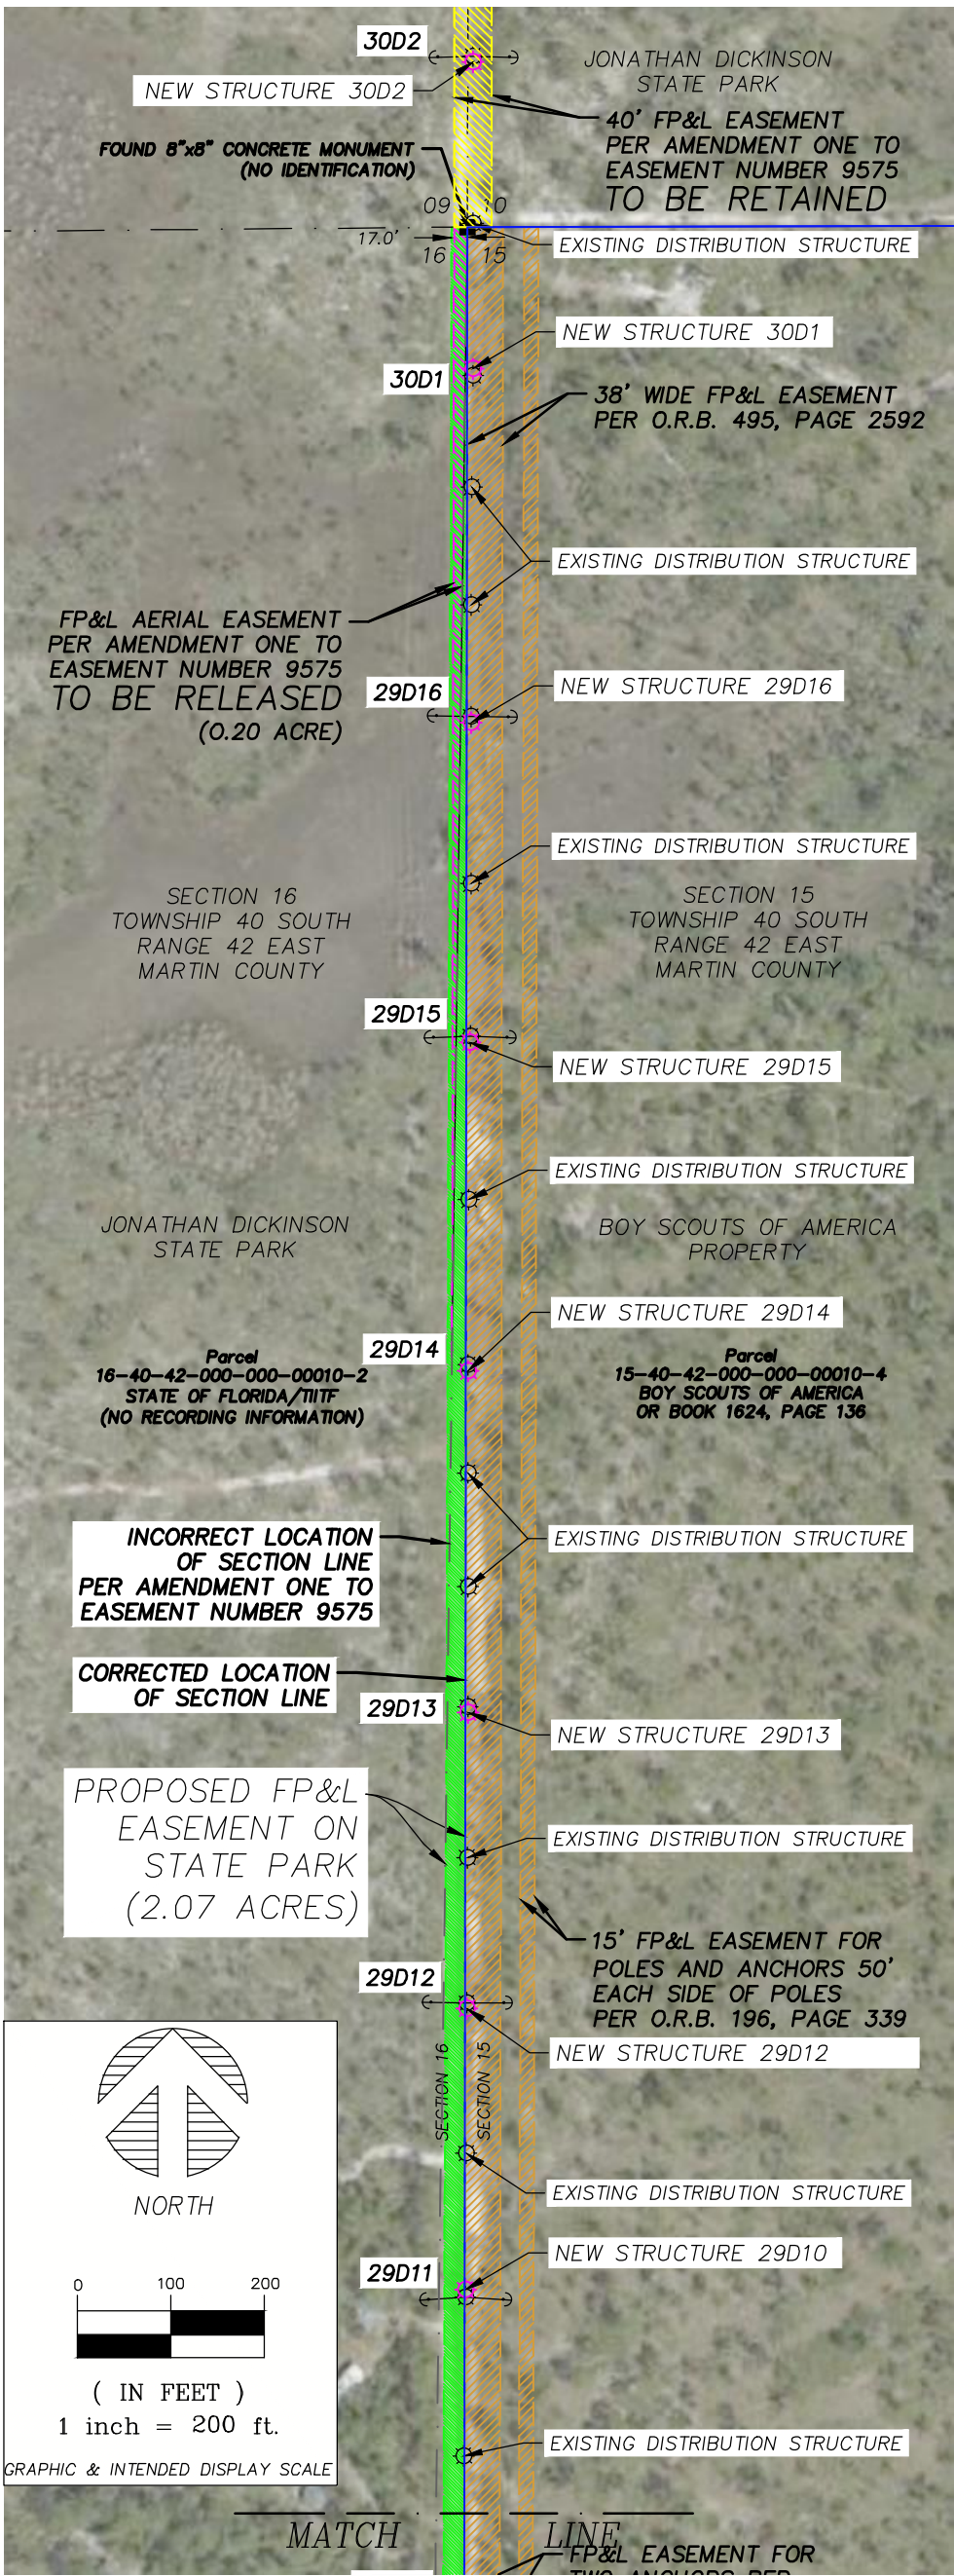 30D2
NEW STRUCTURE 30D2
JONATHAN DICKINSON
STATE PARK
40' FP&L EASEMENT
PER AMENDMENT ONE TO
EASEMENT NUMBER 9575
TO BE RETAINED
FOUND 8"x8" CONCRETE MONUMENT
(NO IDENTIFICATION)
09 10
17.0'
16 15
EXISTING DISTRIBUTION STRUCTURE
NEW STRUCTURE 30D1
30D1
38' WIDE FP&L EASEMENT
PER O.R.B. 495, PAGE 2592
EXISTING DISTRIBUTION STRUCTURE
FP&L AERIAL EASEMENT
PER AMENDMENT ONE TO
EASEMENT NUMBER 9575
TO BE RELEASED
(0.20 ACRE)
29D16
NEW STRUCTURE 29D16
EXISTING DISTRIBUTION STRUCTURE
SECTION 16
TOWNSHIP 40 SOUTH
RANGE 42 EAST
MARTIN COUNTY
SECTION 15
TOWNSHIP 40 SOUTH
RANGE 42 EAST
MARTIN COUNTY
29D15
NEW STRUCTURE 29D15
EXISTING DISTRIBUTION STRUCTURE
JONATHAN DICKINSON
STATE PARK
BOY SCOUTS OF AMERICA
PROPERTY
NEW STRUCTURE 29D14
29D14
Parcel
16-40-42-000-000-00010-2
STATE OF FLORIDA/TIITF
(NO RECORDING INFORMATION)
Parcel
15-40-42-000-000-00010-4
BOY SCOUTS OF AMERICA
OR BOOK 1624, PAGE 136
INCORRECT LOCATION
OF SECTION LINE
PER AMENDMENT ONE TO
EASEMENT NUMBER 9575
EXISTING DISTRIBUTION STRUCTURE
CORRECTED LOCATION
OF SECTION LINE
29D13
NEW STRUCTURE 29D13
PROPOSED FP&L
EASEMENT ON
STATE PARK
(2.07 ACRES)
EXISTING DISTRIBUTION STRUCTURE
15' FP&L EASEMENT FOR
POLES AND ANCHORS 50'
EACH SIDE OF POLES
PER O.R.B. 196, PAGE 339
29D12
NEW STRUCTURE 29D12
SECTION 16
SECTION 15
EXISTING DISTRIBUTION STRUCTURE
NEW STRUCTURE 29D10
29D11
NORTH
0 100 200
( IN FEET )
1 inch = 200 ft.
GRAPHIC & INTENDED DISPLAY SCALE
EXISTING DISTRIBUTION STRUCTURE
MATCH LINE
FP&L EASEMENT FOR
TWO ANCHORS PER